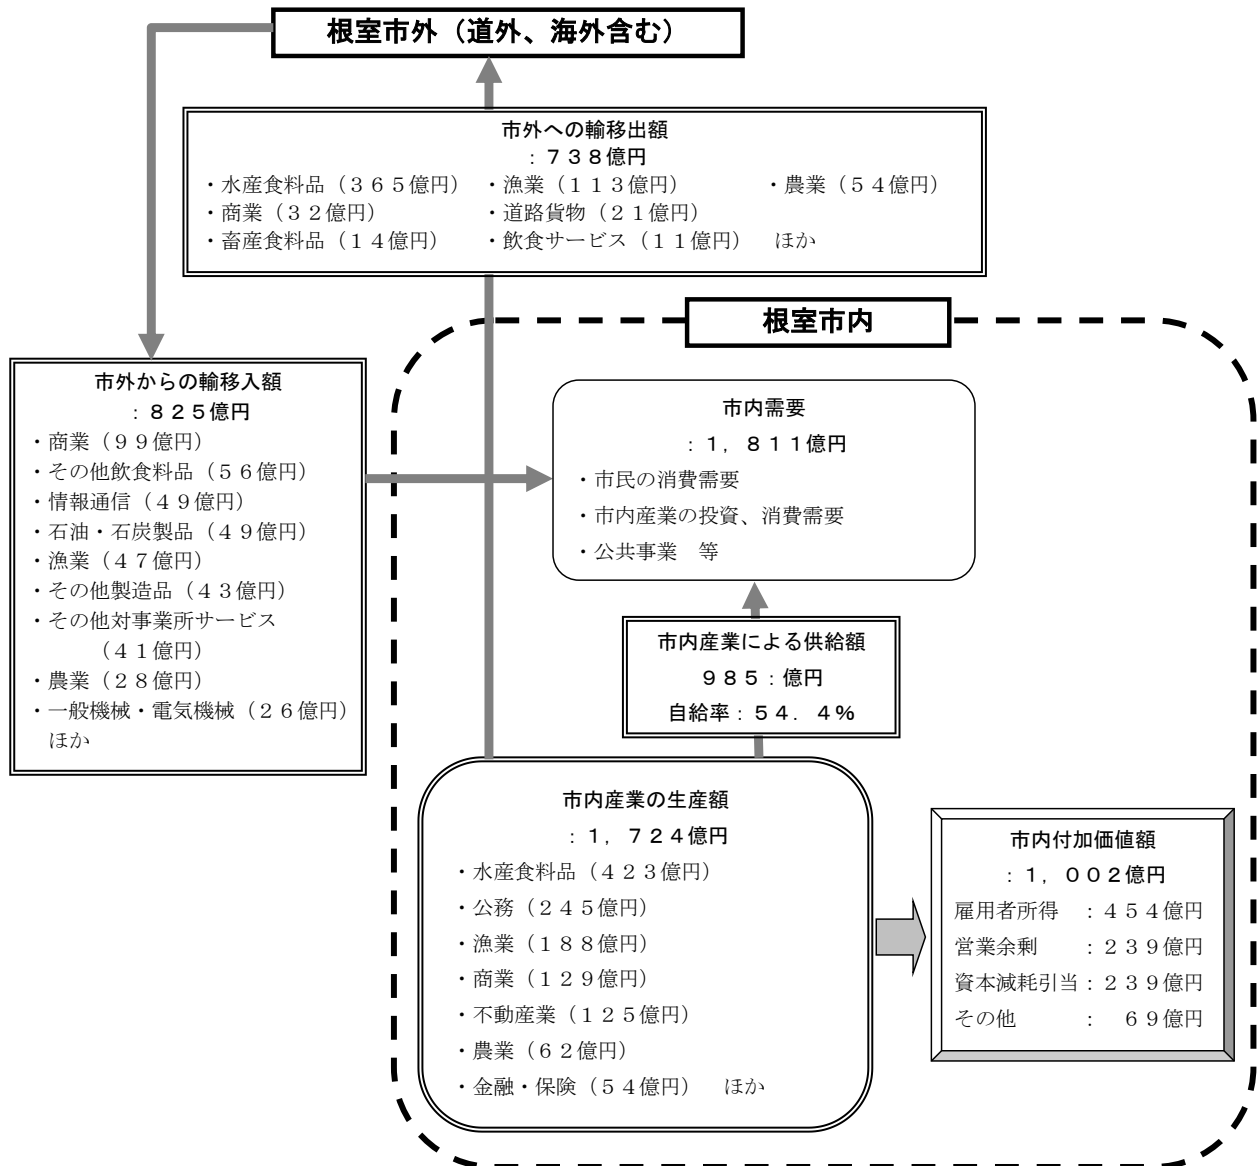 根室市外（道外、海外含む）
市外への輸移出額
：７３８億円
・水産食料品（３６５億円）　・漁業（１１３億円）　・農業（５４億円）
・商業（３２億円）　・道路貨物（２１億円）
・畜産食料品（１４億円）　・飲食サービス（１１億円）　ほか
根室市内
市外からの輸移入額
：８２５億円
・商業（９９億円）
・その他飲食料品（５６億円）
・情報通信（４９億円）
・石油・石炭製品（４９億円）
・漁業（４７億円）
・その他製造品（４３億円）
・その他対事業所サービス
（４１億円）
・農業（２８億円）
・一般機械・電気機械（２６億円）
ほか
市内需要
：１，８１１億円
・市民の消費需要
・市内産業の投資、消費需要
・公共事業　等
市内産業による供給額
９８５：億円
自給率：５４．４％
市内産業の生産額
：１，７２４億円
・水産食料品（４２３億円）
・公務（２４５億円）
・漁業（１８８億円）
・商業（１２９億円）
・不動産業（１２５億円）
・農業（６２億円）
・金融・保険（５４億円）　ほか
市内付加価値額
：１，００２億円
雇用者所得　：４５４億円
営業余剰　　：２３９億円
資本減耗引当：２３９億円
その他　　　：　６９億円